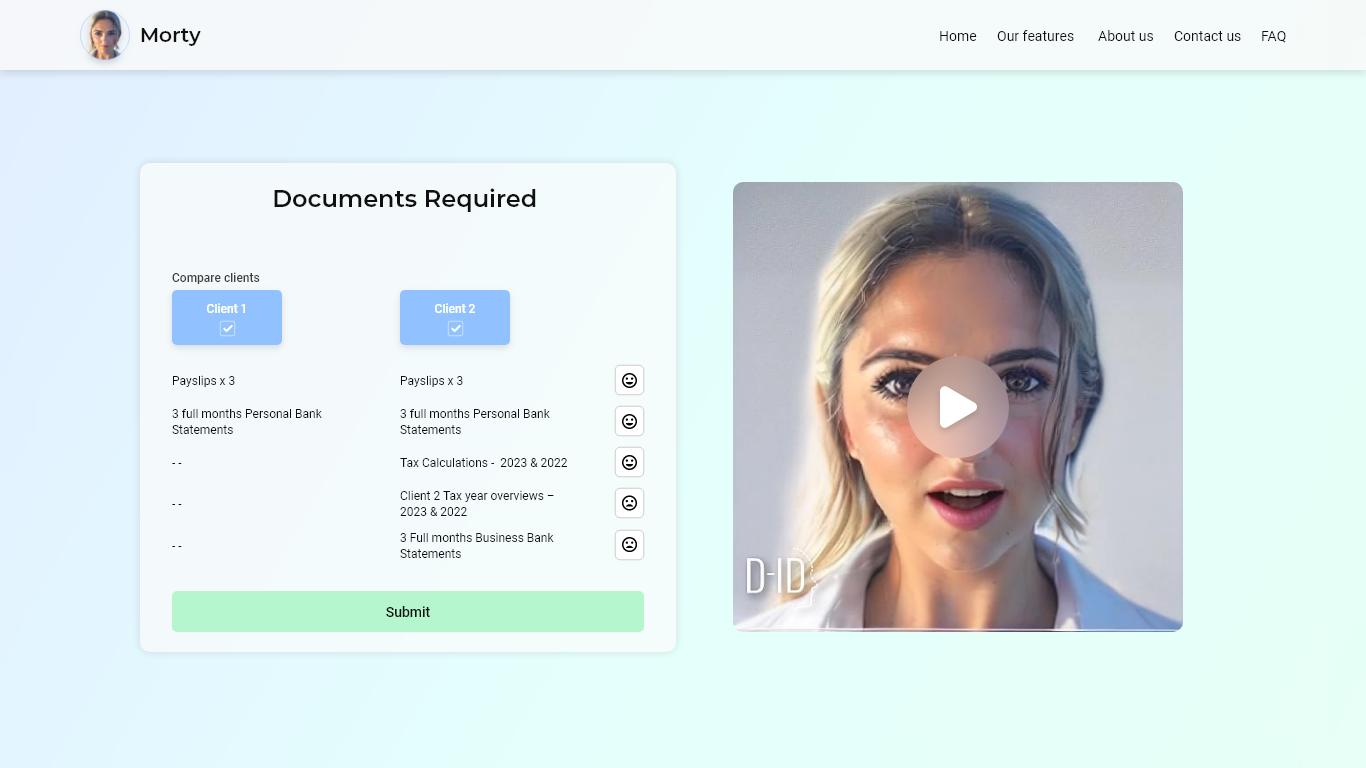 Morty
Home Our features About us Contact us FAQ
Documents Required
Compare clients
Client 1 Client 2
Payslips x 3 Payslips x 3
3 full months Personal Bank
Statements
3 full months Personal Bank
Statements
- - Tax Calculations - 2023 & 2022
- - Client 2 Tax year overviews –
2023 & 2022
- - 3 Full months Business Bank
Statements
Submit
D-ID